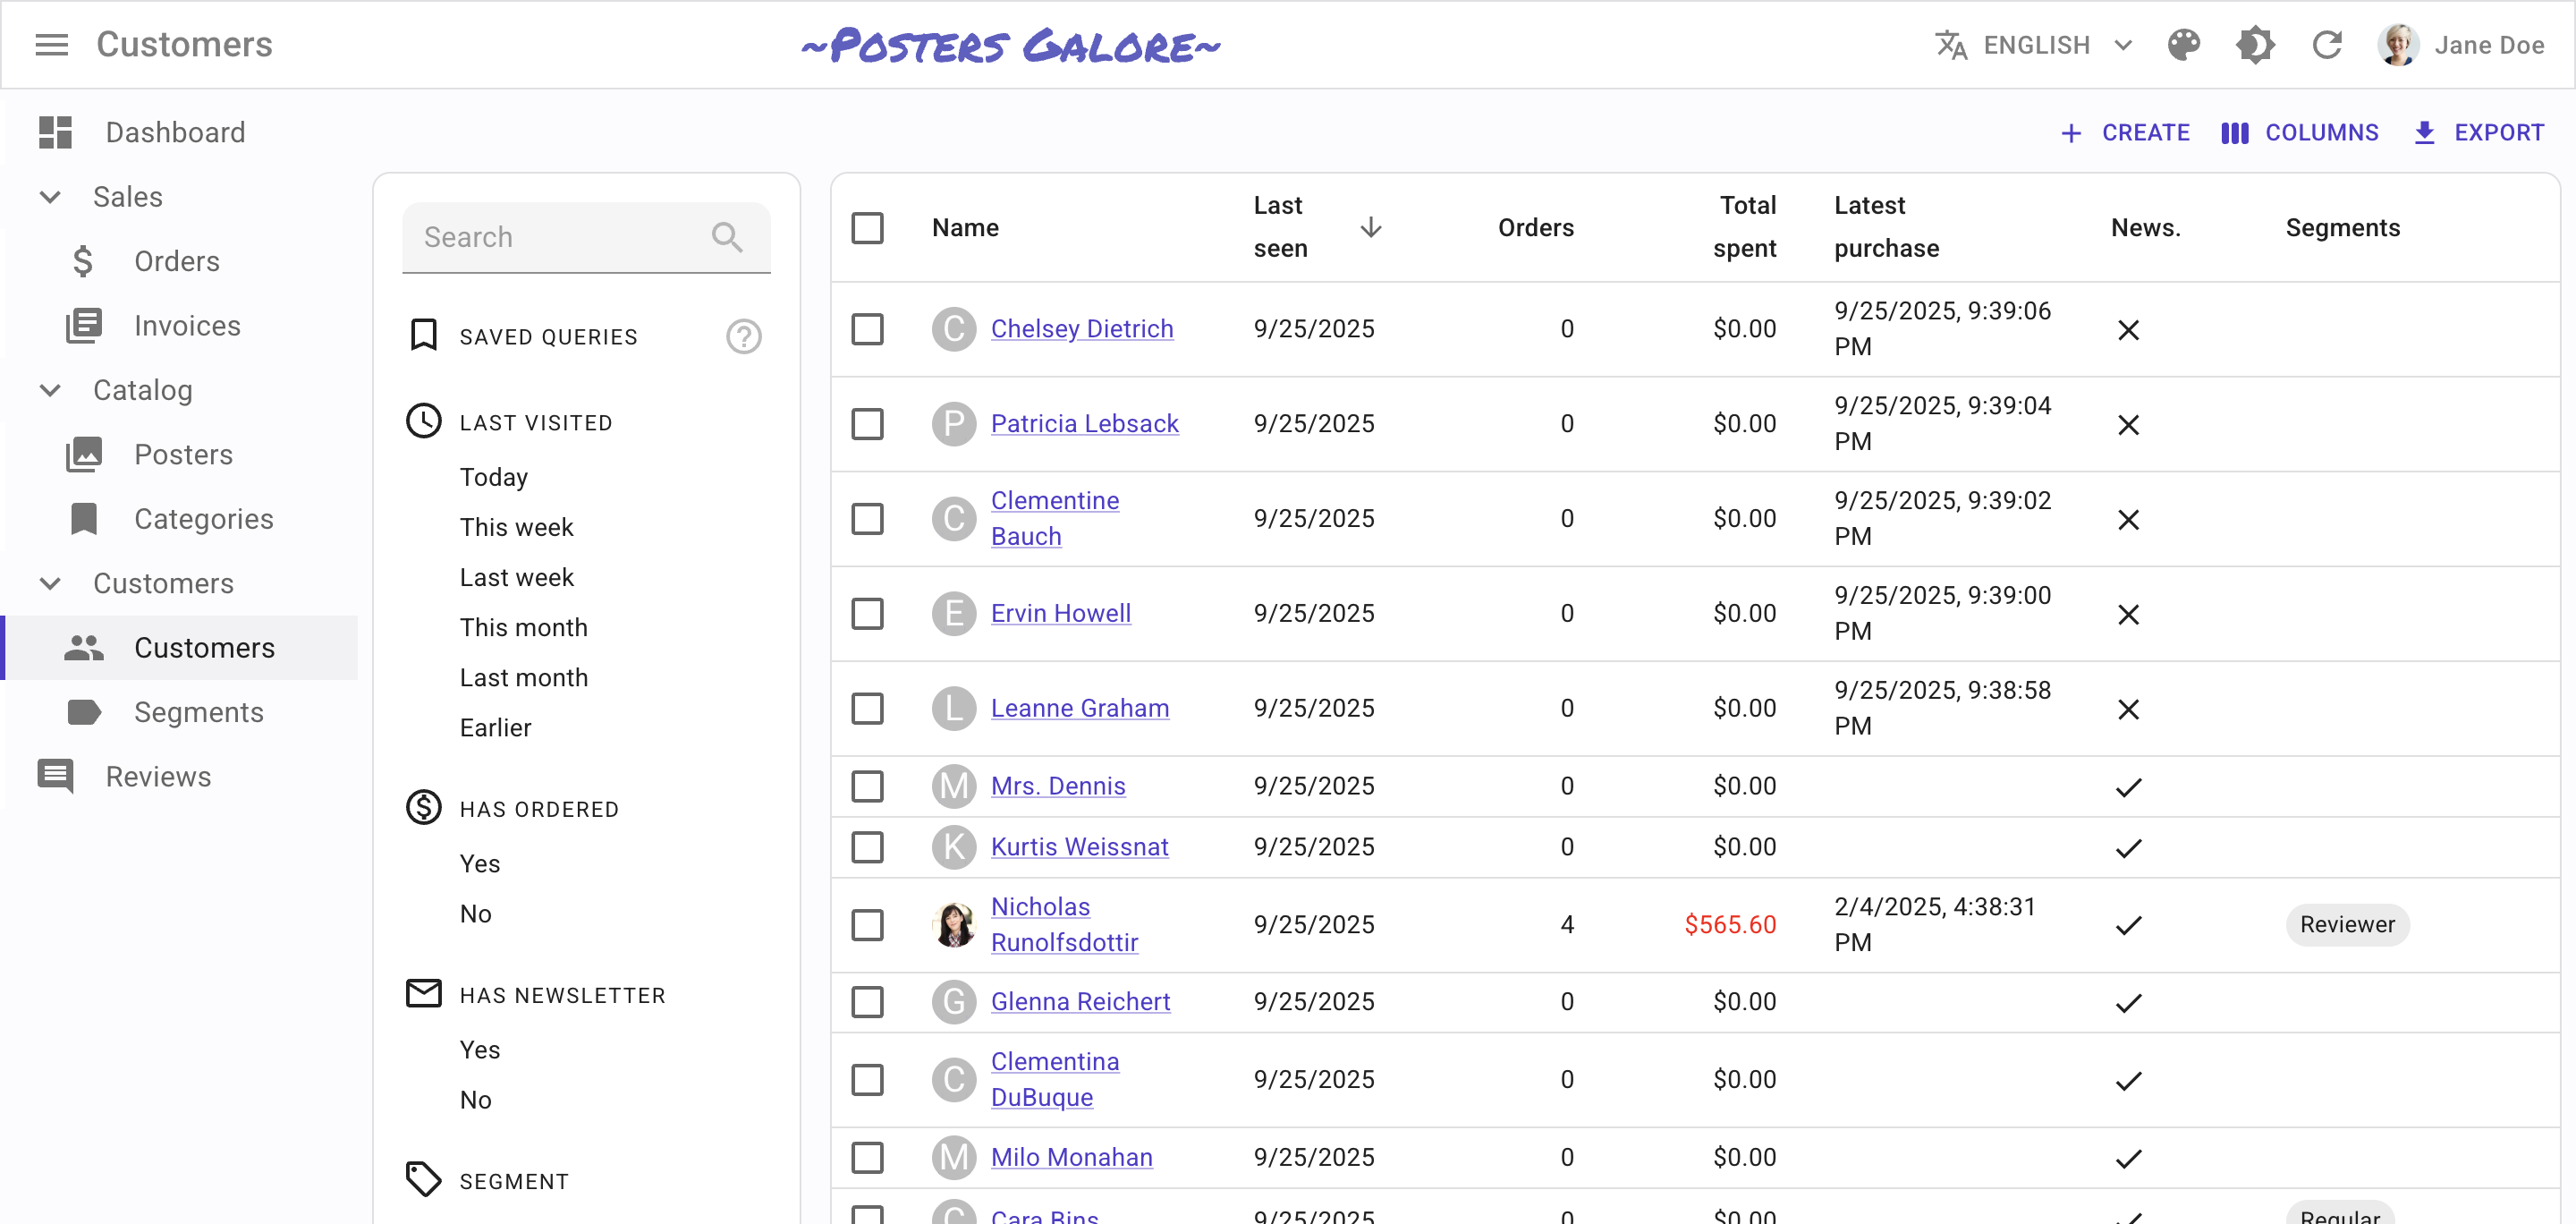 Customers
~Posters Galore~
ENGLISH
Jane Doe
Dashboard
Sales
Orders
Invoices
Catalog
Posters
Categories
Customers
Customers
Segments
Reviews
CREATE
COLUMNS
EXPORT
Search
SAVED QUERIES
?
LAST VISITED
Today
This week
Last week
This month
Last month
Earlier
HAS ORDERED
Yes
No
HAS NEWSLETTER
Yes
No
SEGMENT
Name Last seen Orders Total spent Latest purchase News. Segments
C Chelsey Dietrich 9/25/2025 0 $0.00 9/25/2025, 9:39:06 PM
P Patricia Lebsack 9/25/2025 0 $0.00 9/25/2025, 9:39:04 PM
C Clementine Bauch 9/25/2025 0 $0.00 9/25/2025, 9:39:02 PM
E Ervin Howell 9/25/2025 0 $0.00 9/25/2025, 9:39:00 PM
L Leanne Graham 9/25/2025 0 $0.00 9/25/2025, 9:38:58 PM
M Mrs. Dennis 9/25/2025 0 $0.00
K Kurtis Weissnat 9/25/2025 0 $0.00
Nicholas Runolfsdottir 9/25/2025 4 $565.60 2/4/2025, 4:38:31 PM Reviewer
G Glenna Reichert 9/25/2025 0 $0.00
C Clementina DuBuque 9/25/2025 0 $0.00
M Milo Monahan 9/25/2025 0 $0.00
C Cara Bins 9/25/2025 0 $0.00 Regular